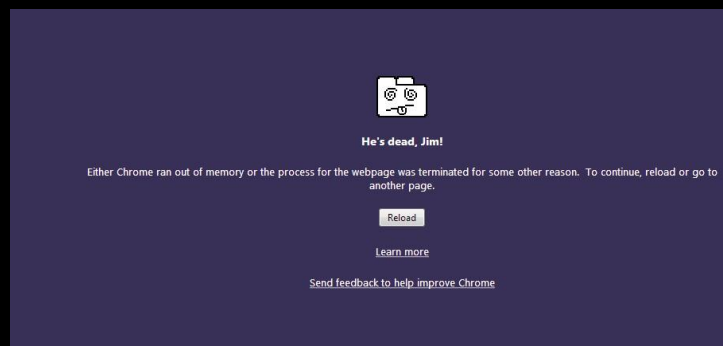 He's dead, Jim!
Either Chrome ran out of memory or the process for the webpage was terminated for some other reason.  To continue, reload or go to
another page.
Reload
Learn more
Send feedback to help improve Chrome